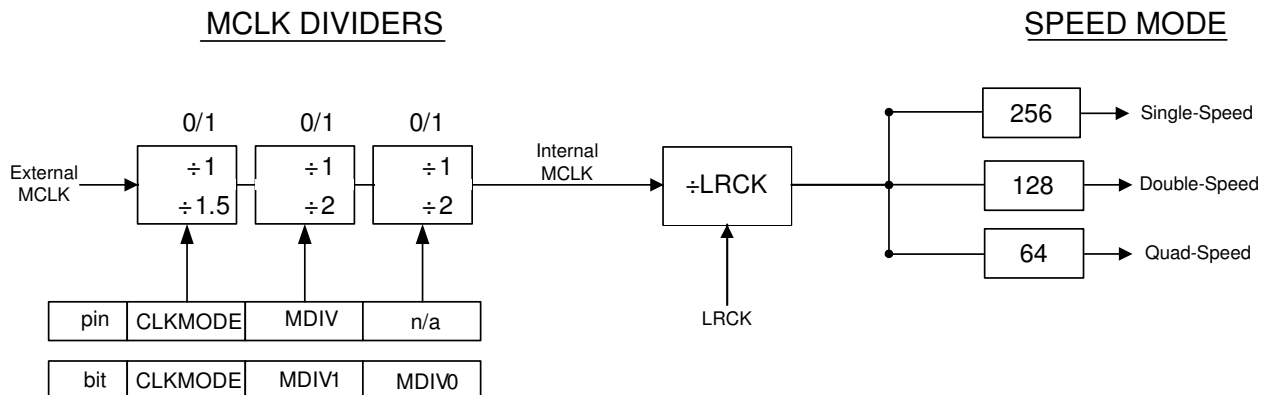 MCLK DIVIDERS
SPEED MODE
0/1 0/1 0/1
÷1 ÷1 ÷1
÷1.5 ÷2 ÷2
External
MCLK
Internal
MCLK
÷LRCK
LRCK
256 Single-Speed
128 Double-Speed
64 Quad-Speed
pin CLKMODE MDIV n/a
bit CLKMODE MDIV1 MDIV0